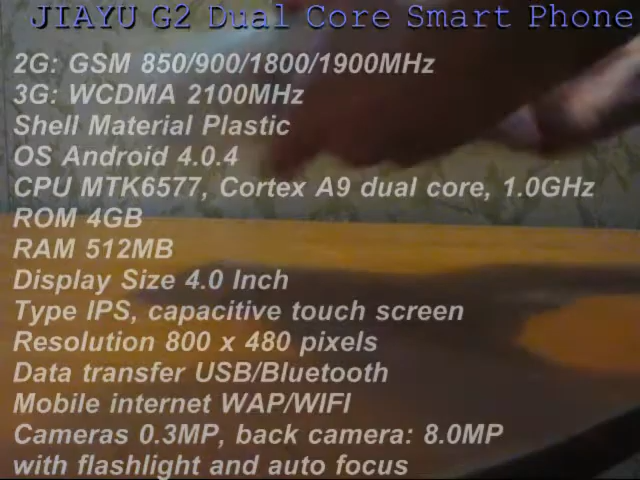 JIAYU G2 Dual Core Smart Phone
2G: GSM 850/900/1800/1900MHz
3G: WCDMA 2100MHz
Shell Material Plastic
OS Android 4.0.4
CPU MTK6577, Cortex A9 dual core, 1.0GHz
ROM 4GB
RAM 512MB
Display Size 4.0 Inch
Type IPS, capacitive touch screen
Resolution 800 x 480 pixels
Data transfer USB/Bluetooth
Mobile internet WAP/WIFI
Cameras 0.3MP, back camera: 8.0MP
with flashlight and auto focus